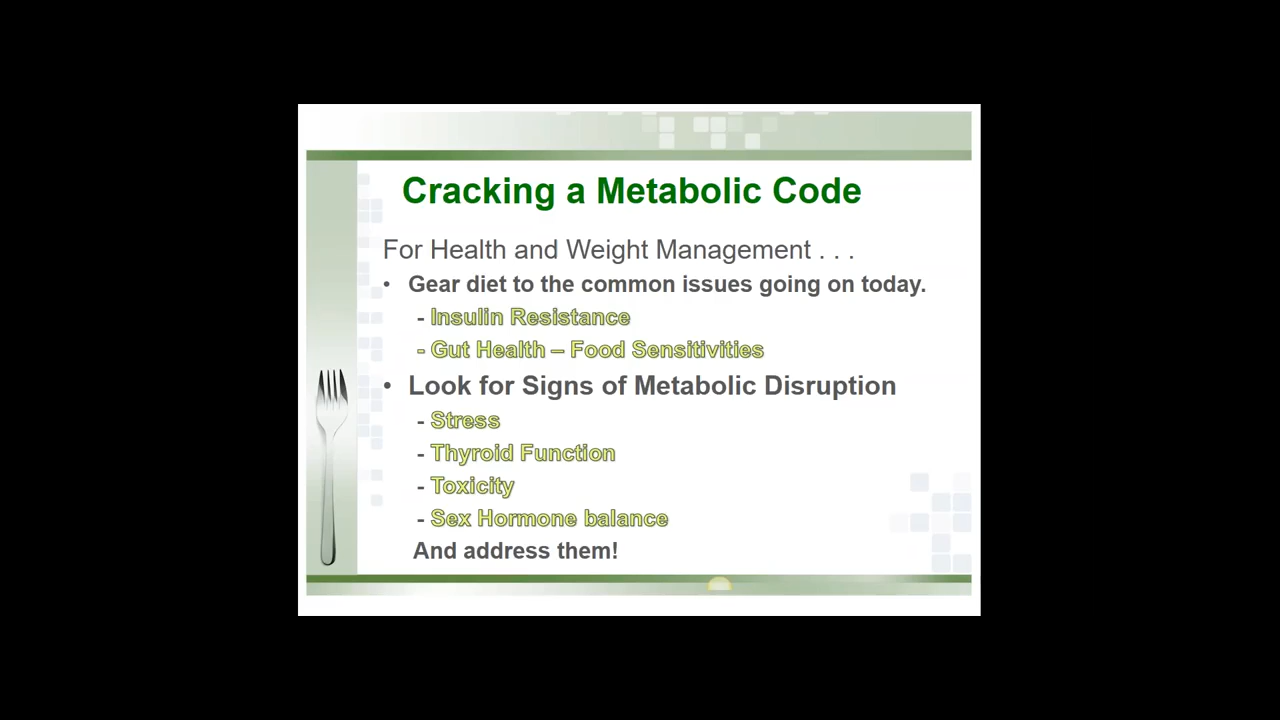 Cracking a Metabolic Code
For Health and Weight Management . . .
• Gear diet to the common issues going on today.
- Insulin Resistance
- Gut Health – Food Sensitivities
• Look for Signs of Metabolic Disruption
- Stress
- Thyroid Function
- Toxicity
- Sex Hormone balance
And address them!